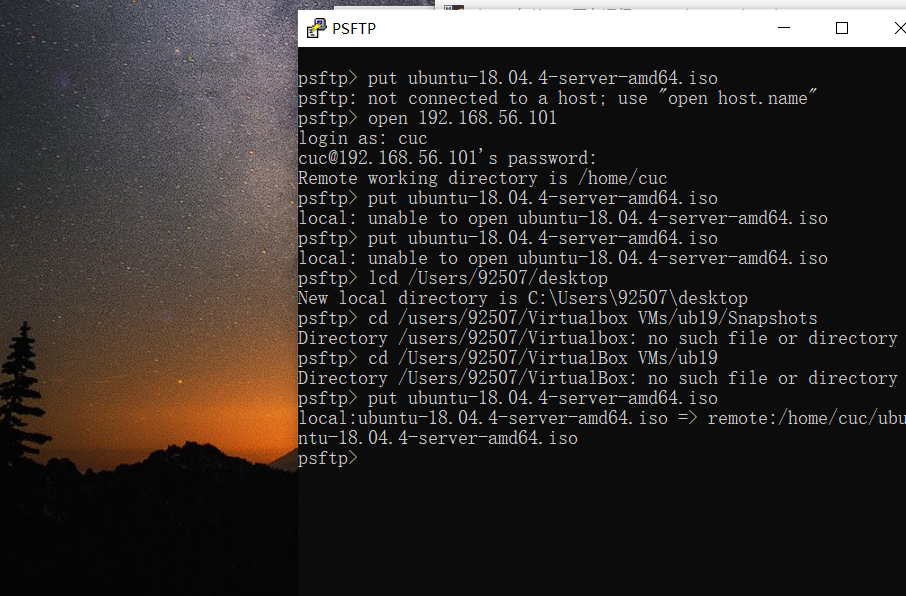 PSFTP
psftp> put ubuntu-18.04.4-server-amd64.iso
psftp: not connected to a host; use "open host.name"
psftp> open 192.168.56.101
login as: cuc
cuc@192.168.56.101's password:
Remote working directory is /home/cuc
psftp> put ubuntu-18.04.4-server-amd64.iso
local: unable to open ubuntu-18.04.4-server-amd64.iso
psftp> put ubuntu-18.04.4-server-amd64.iso
local: unable to open ubuntu-18.04.4-server-amd64.iso
psftp> lcd /Users/92507/desktop
New local directory is C:\Users\92507\desktop
psftp> cd /users/92507/Virtualbox VMs/ub19/Snapshots
Directory /users/92507/Virtualbox: no such file or directory
psftp> cd /Users/92507/VirtualBox VMs/ub19
Directory /Users/92507/VirtualBox: no such file or directory
psftp> put ubuntu-18.04.4-server-amd64.iso
local:ubuntu-18.04.4-server-amd64.iso => remote:/home/cuc/ubu
ntu-18.04.4-server-amd64.iso
psftp>